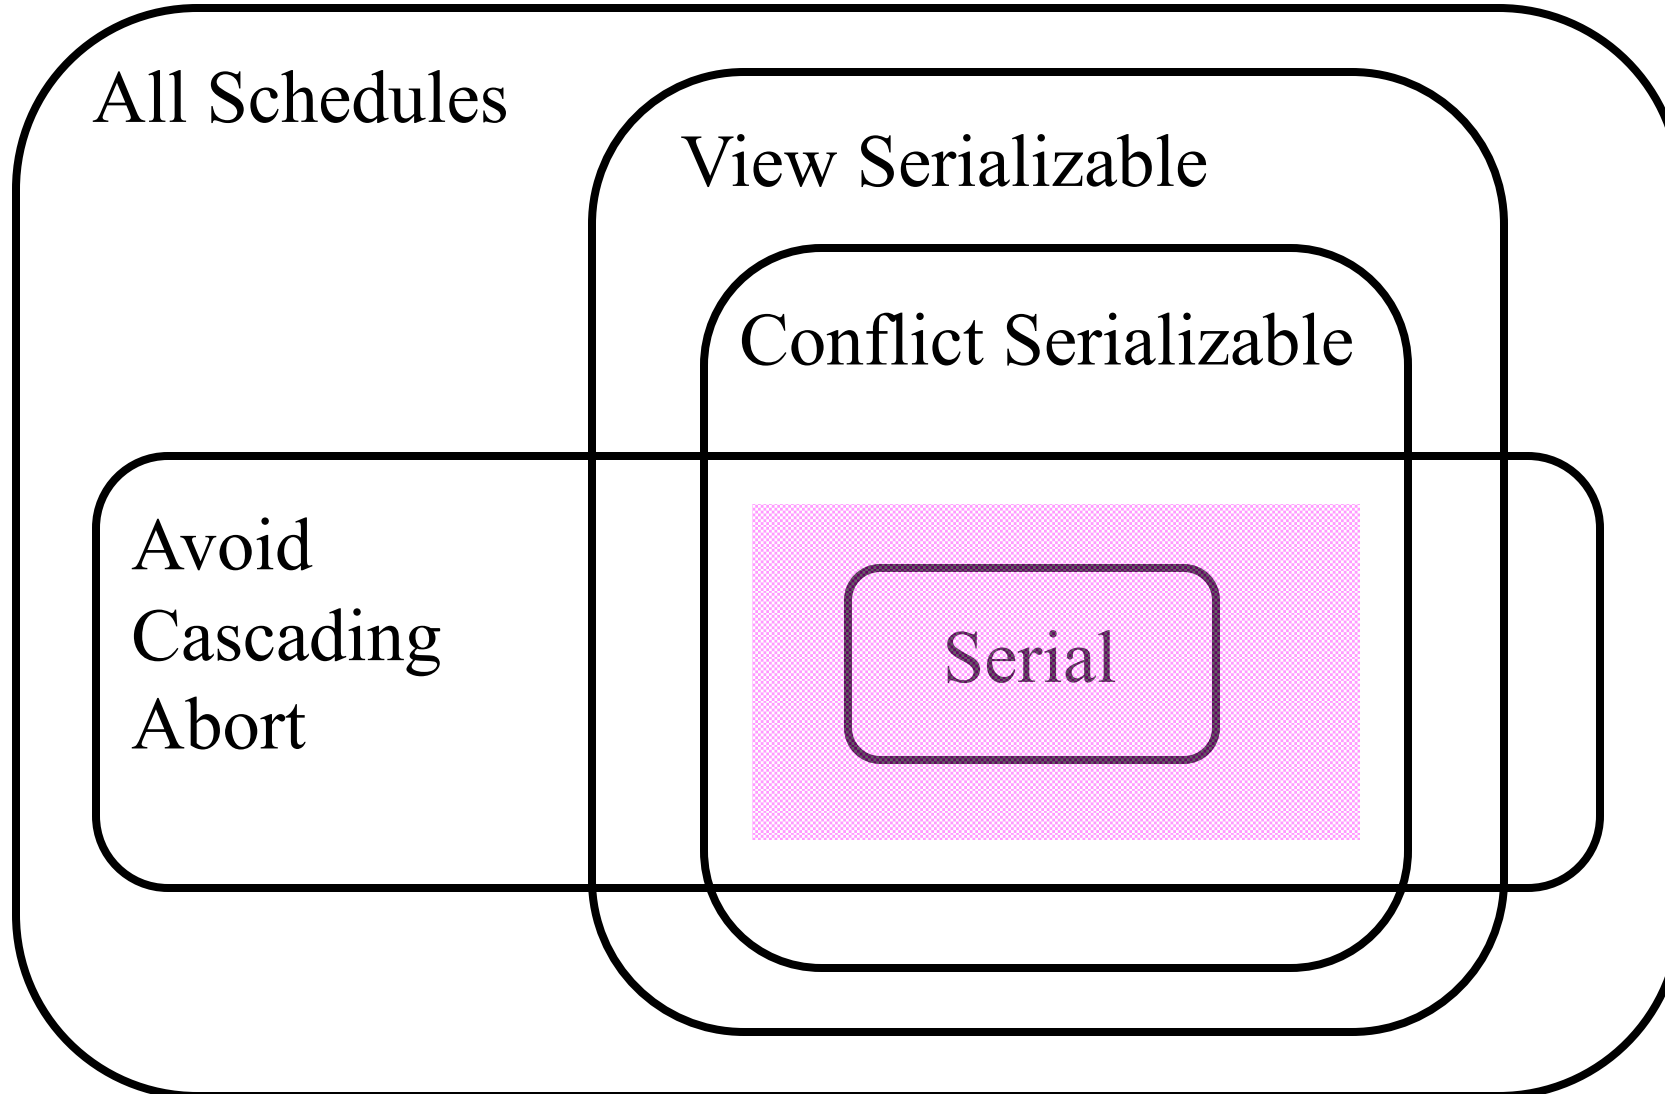 All Schedules
View Serializable
Conflict Serializable
Avoid
Cascading
Abort
Serial